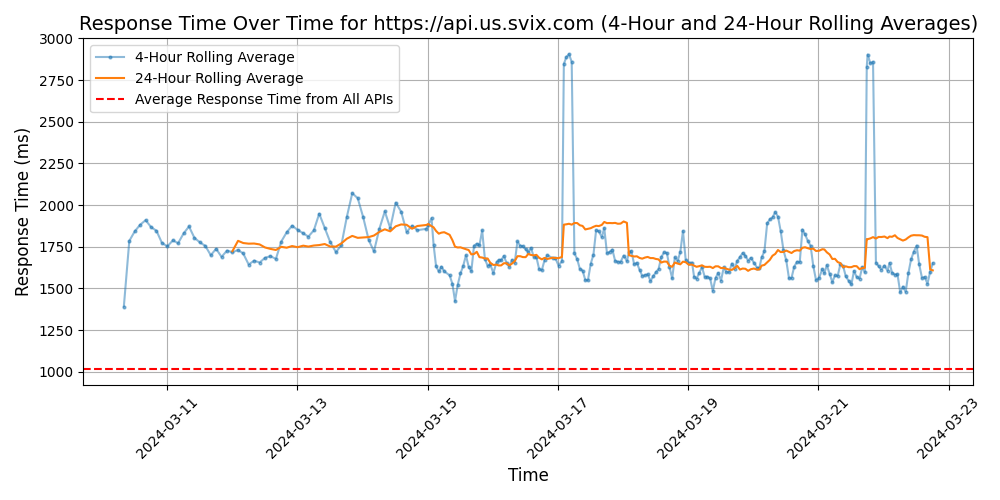 Response Time Over Time for https://api.us.svix.com (4-Hour and 24-Hour Rolling Averages)
4-Hour Rolling Average
24-Hour Rolling Average
Average Response Time from All APIs
Response Time (ms)
3000
2750
2500
2250
2000
1750
1500
1250
1000
2024-03-11
2024-03-13
2024-03-15
2024-03-17
2024-03-19
2024-03-21
2024-03-23
Time